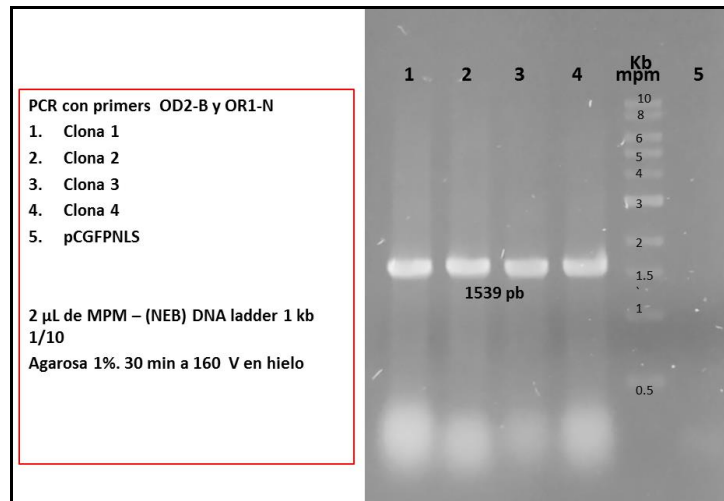 PCR con primers OD2-B y OR1-N
1. Clona 1
2. Clona 2
3. Clona 3
4. Clona 4
5. pCGFPNLS
2 µL de MPM – (NEB) DNA ladder 1 kb
1/10
Agarosa 1%. 30 min a 160 V en hielo
1 2 3 4 Kb mpm 5
10
8
6
5
4
3
2
1.5
1539 pb
1
0.5